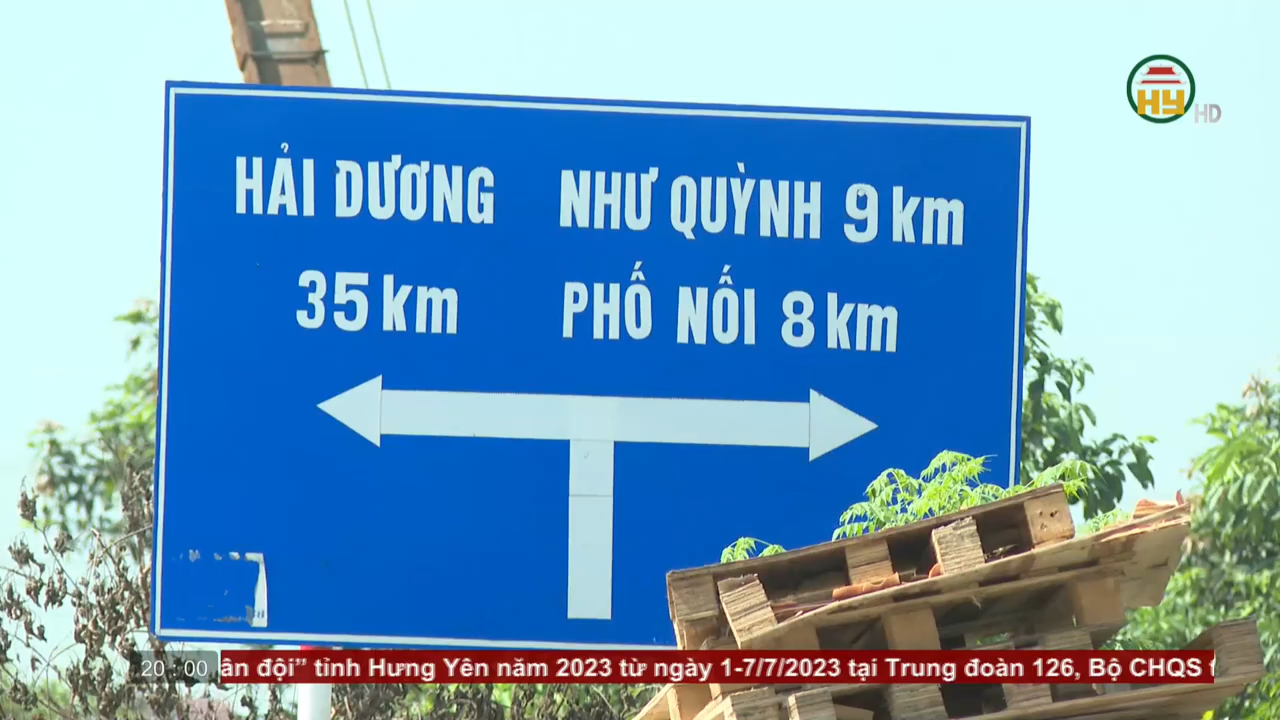 HY HD
HẢI DƯƠNG NHƯ QUỲNH 9 km
35 km PHỐ NỐI 8 km
20 : 00 ân đội” tỉnh Hưng Yên năm 2023 từ ngày 1-7/7/2023 tại Trung đoàn 126, Bộ CHQS